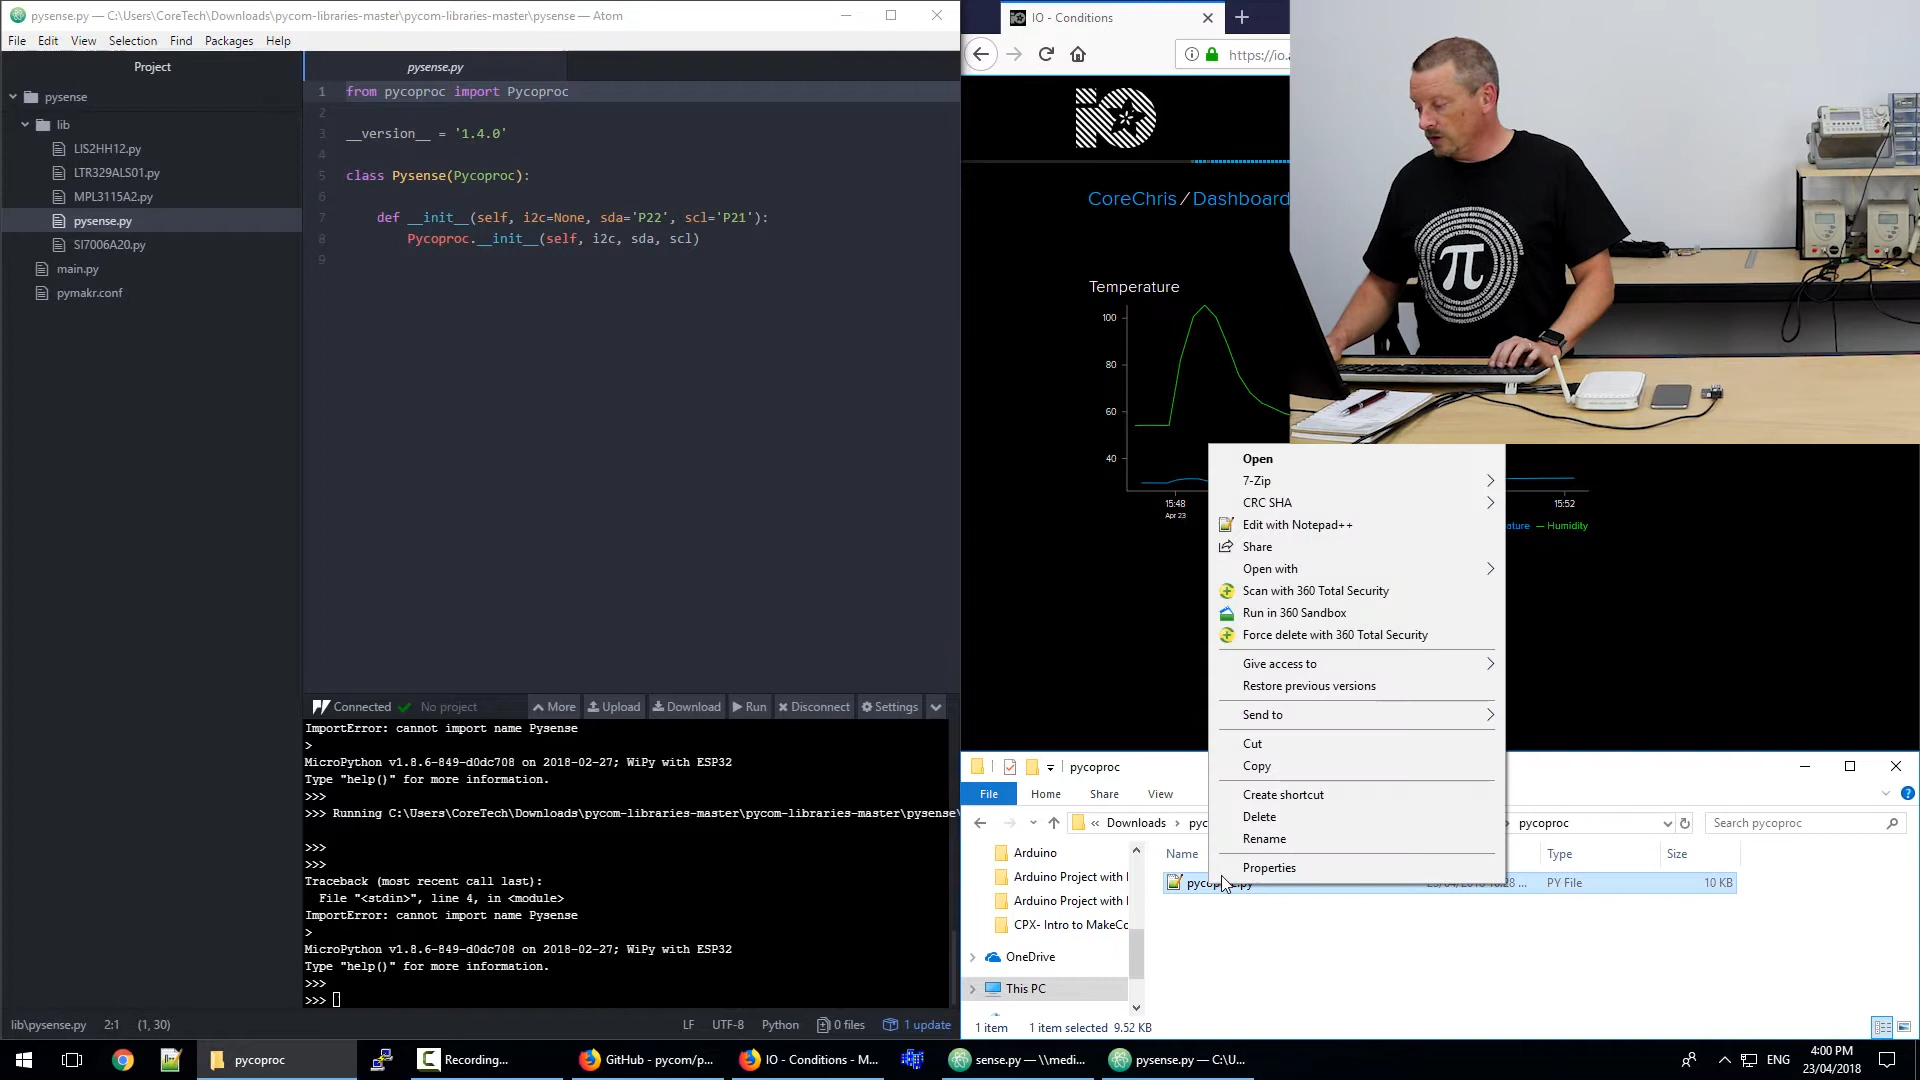 pysense.py — C:\Users\CoreTech\Downloads\pycom-libraries-master\pycom-libraries-master\pysense — Atom
File Edit View Selection Find Packages Help
Project
pysense
lib
LIS2HH12.py
LTR329ALS01.py
MPL3115A2.py
pysense.py
SI7006A20.py
main.py
pymakr.conf
pysense.py
1 from pycoproc import Pycoproc
2
3 __version__ = '1.4.0'
4
5 class Pysense(Pycoproc):
6
7 def __init__(self, i2c=None, sda='P22', scl='P21'):
8 Pycoproc.__init__(self, i2c, sda, scl)
9
Connected No project More Upload Download Run Disconnect Settings
ImportError: cannot import name Pysense
>
MicroPython v1.8.6-849-d0dc708 on 2018-02-27; WiPy with ESP32
Type "help()" for more information.
>>>
>>> Running C:\Users\CoreTech\Downloads\pycom-libraries-master\pycom-libraries-master\pysense\
>>>
>>>
Traceback (most recent call last):
File "<stdin>", line 4, in <module>
ImportError: cannot import name Pysense
>
MicroPython v1.8.6-849-d0dc708 on 2018-02-27; WiPy with ESP32
Type "help()" for more information.
>>>
>>>
lib\pysense.py 2:1 (1, 30) LF UTF-8 Python 0 files 1 update
IO - Conditions
https://io.a
CoreChris / Dashboard
Temperature
100
80
60
40
15:48
Apr 23
15:52
ature Humidity
π
Open
7-Zip
CRC SHA
Edit with Notepad++
Share
Open with
Scan with 360 Total Security
Run in 360 Sandbox
Force delete with 360 Total Security
Give access to
Restore previous versions
Send to
Cut
Copy
Create shortcut
Delete
Rename
Properties
pycoproc
File Home Share View
« Downloads pyc pycoproc Search pycoproc
Arduino
Arduino Project with
Arduino Project with
CPX- Intro to MakeCo
OneDrive
This PC
Name Type Size
PY File 10 KB
1 item 1 item selected 9.52 KB
pycoproc Recording... GitHub - pycom/p... IO - Conditions - M... sense.py — \\medi... pysense.py — C:\U... ENG
4:00 PM
23/04/2018